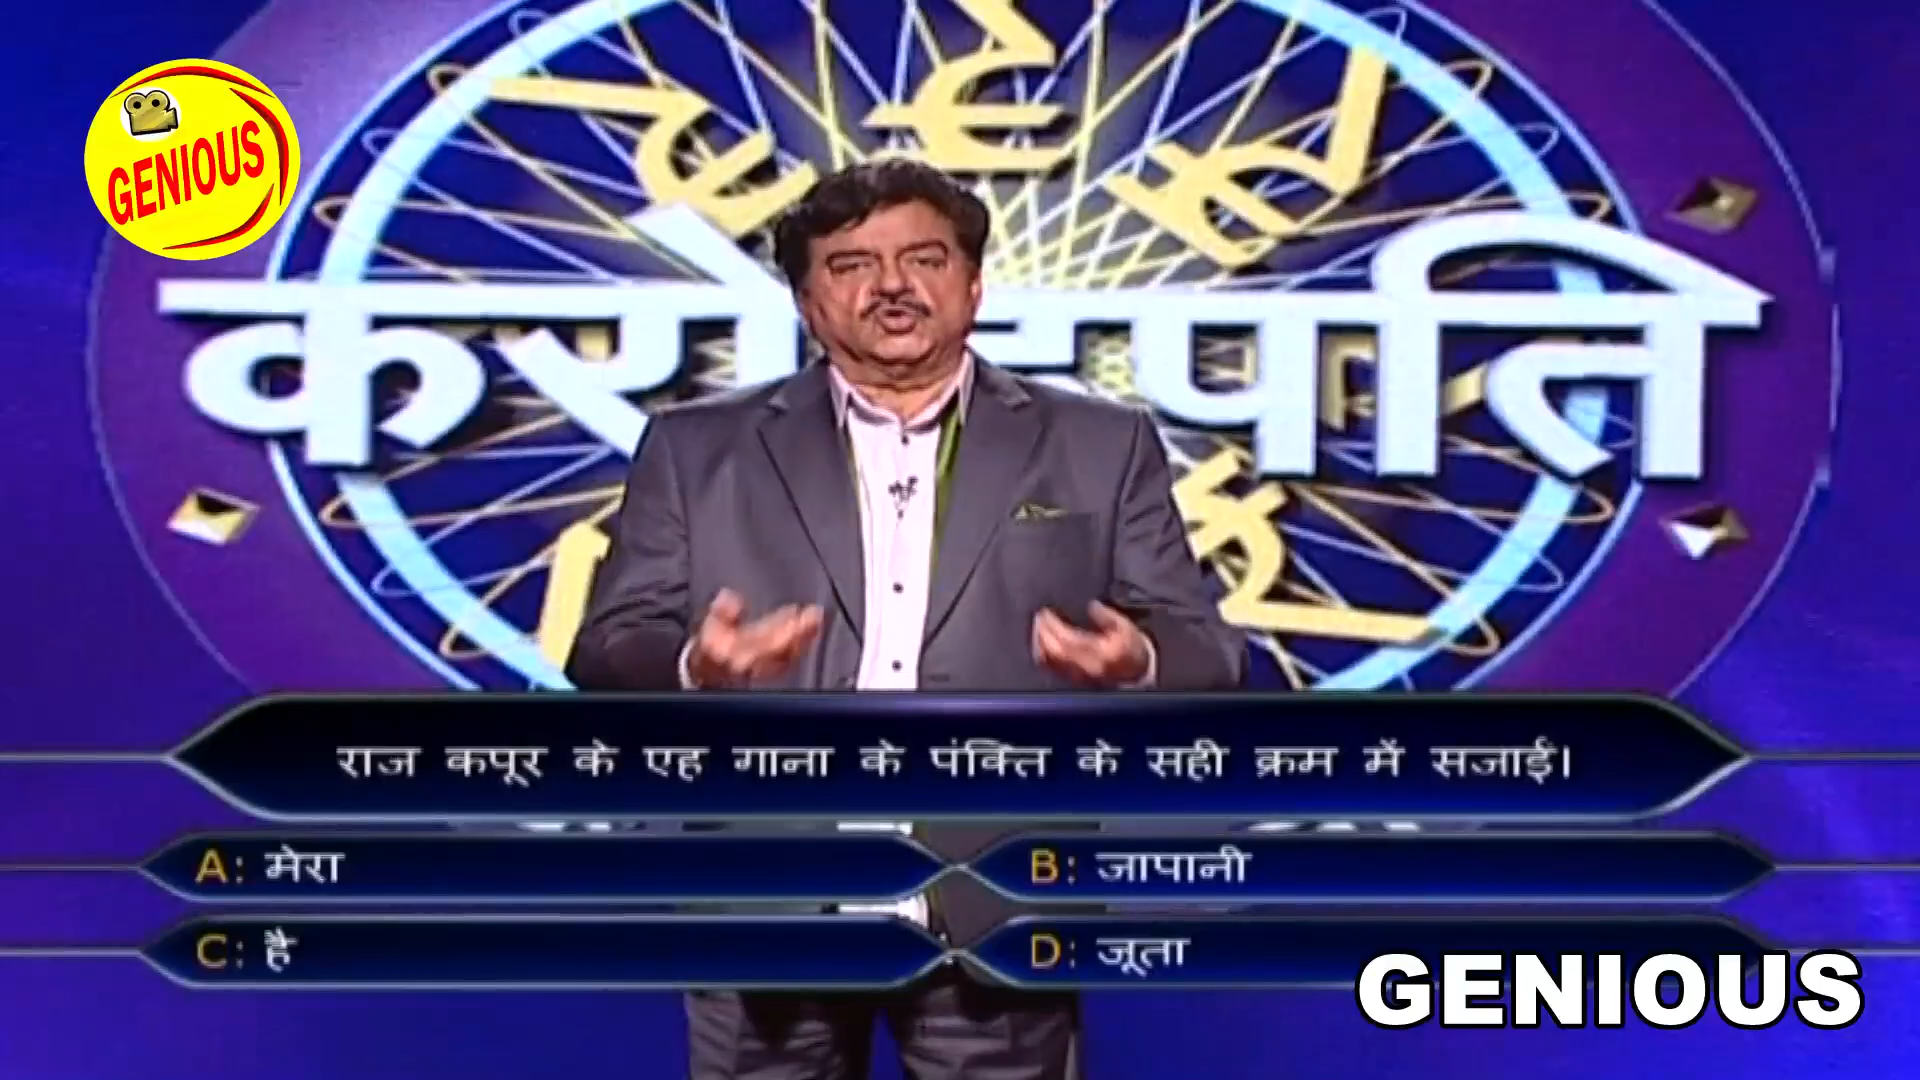 GENIOUS
करोड़पति
राज कपूर के एह गाना के पंक्ति के सही क्रम में सजाई।
A: मेरा
B: जापानी
C: है
D: जूता
GENIOUS